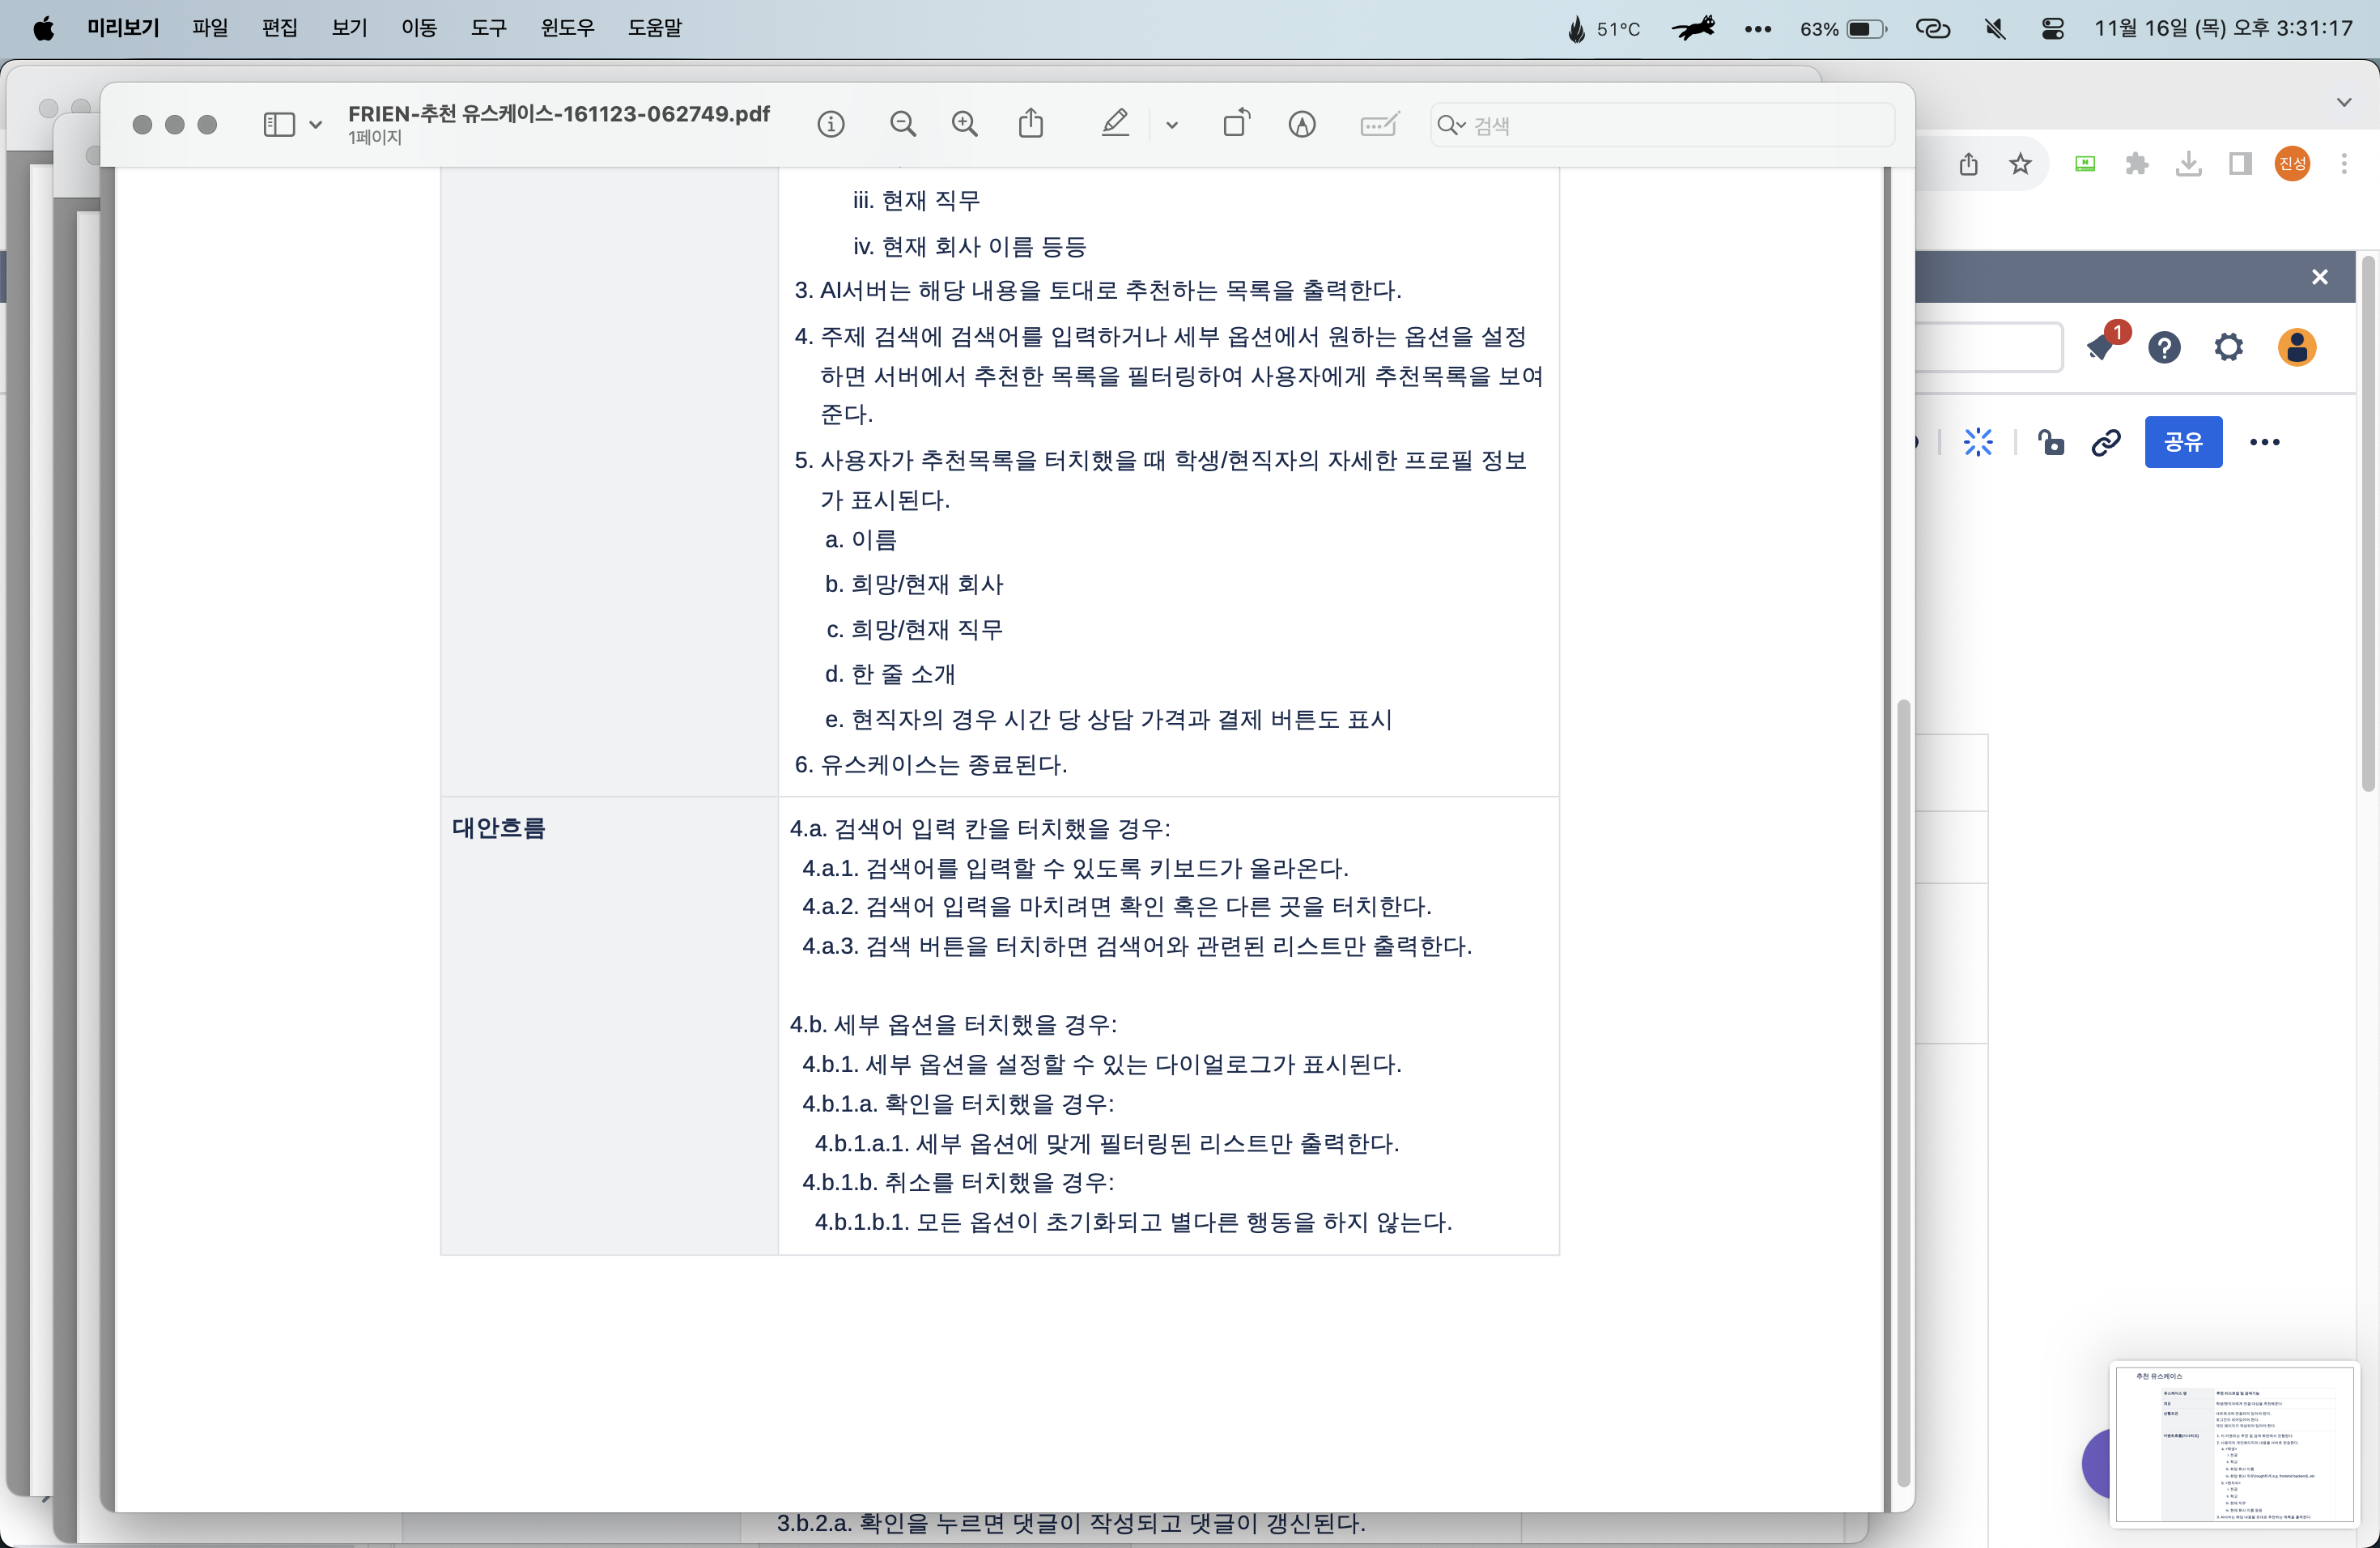 미리보기 파일 편집 보기 이동 도구 윈도우 도움말
51°C 63% 11월 16일 (목) 오후 3:31:17
FRIEN-추천 유스케이스-161123-062749.pdf
1페이지
검색
진성
1
공유
iii. 현재 직무
iv. 현재 회사 이름 등등
3. AI서버는 해당 내용을 토대로 추천하는 목록을 출력한다.
4. 주제 검색에 검색어를 입력하거나 세부 옵션에서 원하는 옵션을 설정
하면 서버에서 추천한 목록을 필터링하여 사용자에게 추천목록을 보여
준다.
5. 사용자가 추천목록을 터치했을 때 학생/현직자의 자세한 프로필 정보
가 표시된다.
a. 이름
b. 희망/현재 회사
c. 희망/현재 직무
d. 한 줄 소개
e. 현직자의 경우 시간 당 상담 가격과 결제 버튼도 표시
6. 유스케이스는 종료된다.
대안흐름
4.a. 검색어 입력 칸을 터치했을 경우:
4.a.1. 검색어를 입력할 수 있도록 키보드가 올라온다.
4.a.2. 검색어 입력을 마치려면 확인 혹은 다른 곳을 터치한다.
4.a.3. 검색 버튼을 터치하면 검색어와 관련된 리스트만 출력한다.
4.b. 세부 옵션을 터치했을 경우:
4.b.1. 세부 옵션을 설정할 수 있는 다이얼로그가 표시된다.
4.b.1.a. 확인을 터치했을 경우:
4.b.1.a.1. 세부 옵션에 맞게 필터링된 리스트만 출력한다.
4.b.1.b. 취소를 터치했을 경우:
4.b.1.b.1. 모든 옵션이 초기화되고 별다른 행동을 하지 않는다.
3.b.2.a. 확인을 누르면 댓글이 작성되고 댓글이 갱신된다.
추천 유스케이스